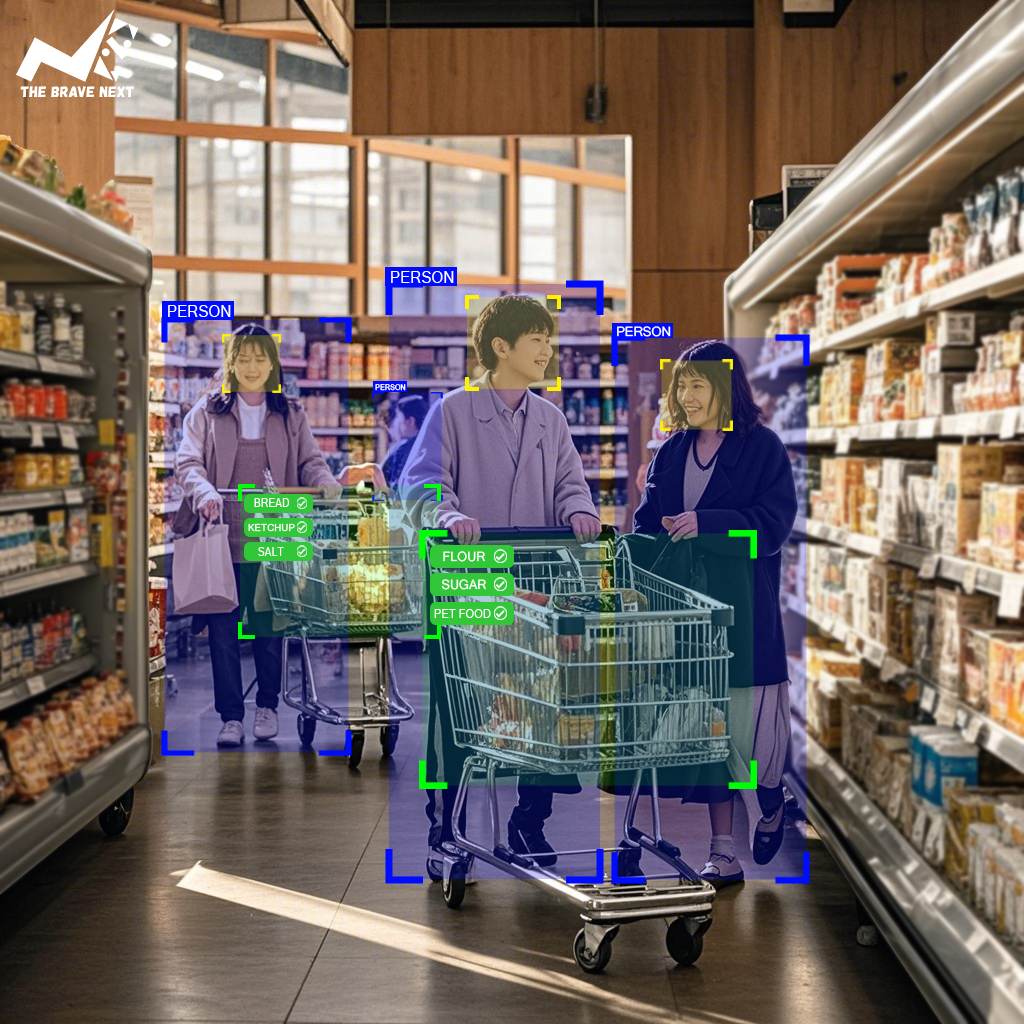 THE BRAVE NEXT
PERSON
PERSON
PERSON
PERSON
BREAD
KETCHUP
SALT
FLOUR
SUGAR
PET FOOD